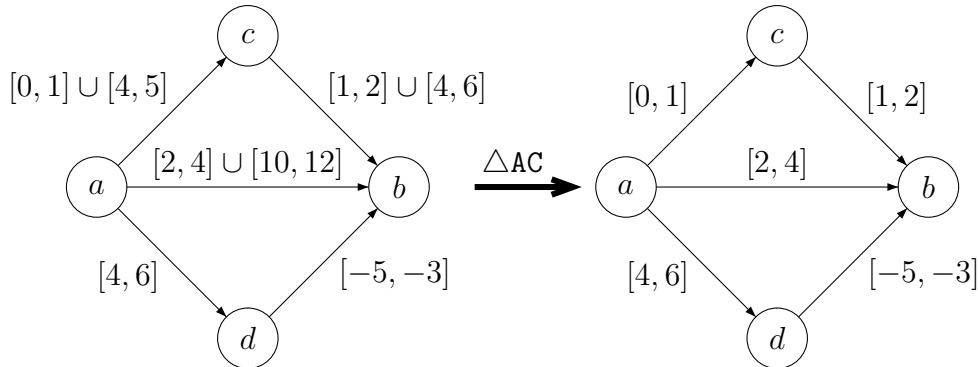 c c
[0, 1] ∪ [4, 5] [1, 2] ∪ [4, 6] [0, 1] [1, 2]
[2, 4] ∪ [10, 12] △AC [2, 4]
a b a b
[4, 6] [−5, −3] [4, 6] [−5, −3]
d d